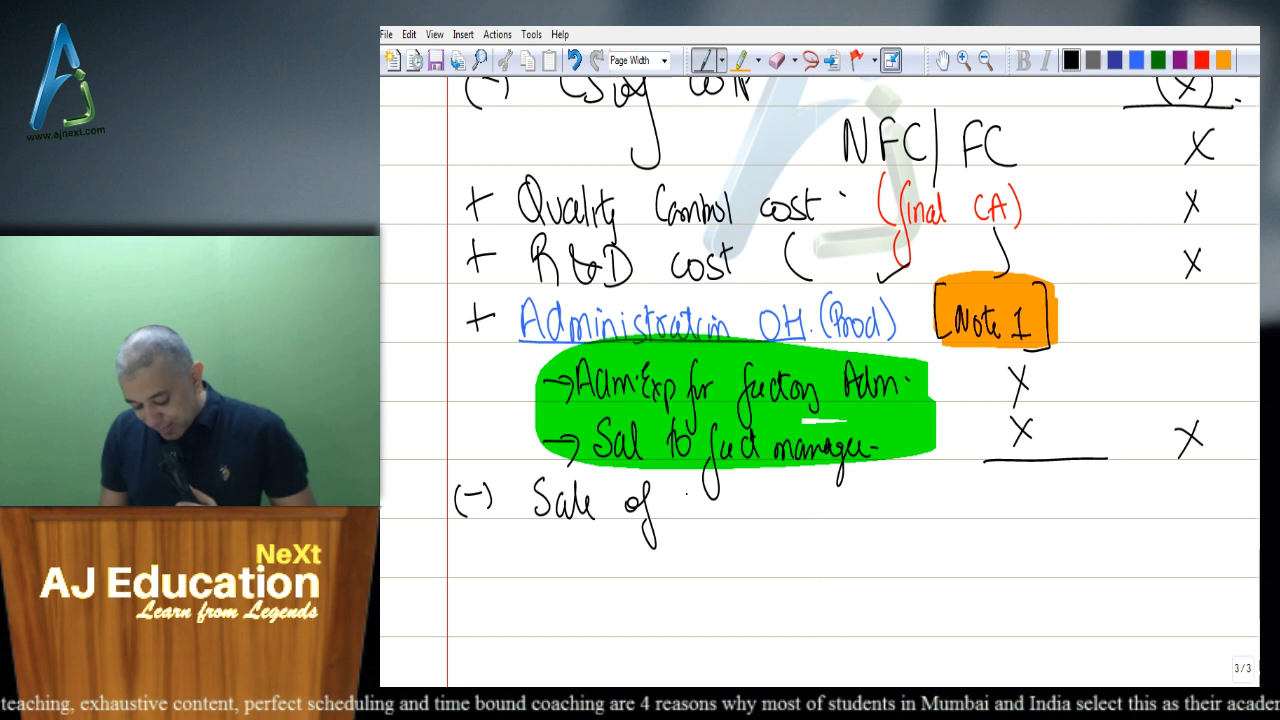 www.ajnext.com
File Edit View Insert Actions Tools Help
Page Width
(-) (x).
NFC | FC X
+ Quality Control cost (final CA) X
+ R&D cost ( ) X
+ Administration OH. (Prod) [Note 1]
→ Adm. Exp for factory Adm. X
→ Sal to fact manager X X
(-) Sale of
NeXt
AJ Education
Learn from Legends
3/3
teaching, exhaustive content, perfect scheduling and time bound coaching are 4 reasons why most of students in Mumbai and India select this as their acade